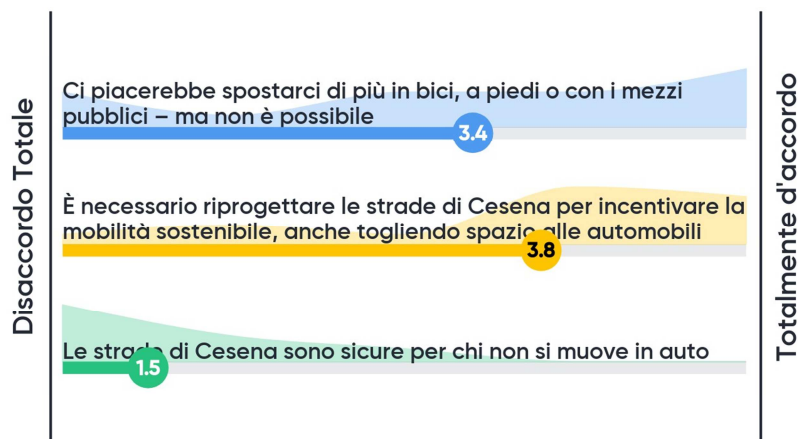 Disaccordo Totale
Ci piacerebbe spostarci di più in bici, a piedi o con i mezzi
pubblici – ma non è possibile
3.4
È necessario riprogettare le strade di Cesena per incentivare la
mobilità sostenibile, anche togliendo spazio alle automobili
3.8
Le strade di Cesena sono sicure per chi non si muove in auto
1.5
Totalmente d'accordo